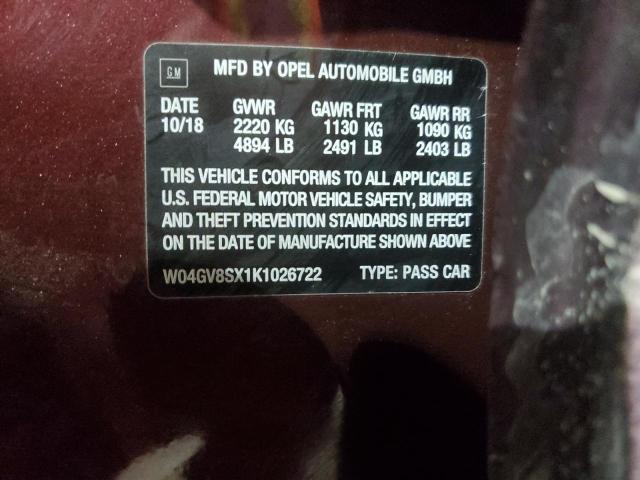 GM MFD BY OPEL AUTOMOBILE GMBH
DATE GVWR GAWR FRT GAWR RR
10/18 2220 KG 1130 KG 1090 KG
4894 LB 2491 LB 2403 LB
THIS VEHICLE CONFORMS TO ALL APPLICABLE
U.S. FEDERAL MOTOR VEHICLE SAFETY, BUMPER
AND THEFT PREVENTION STANDARDS IN EFFECT
ON THE DATE OF MANUFACTURE SHOWN ABOVE
W04GV8SX1K1026722 TYPE: PASS CAR